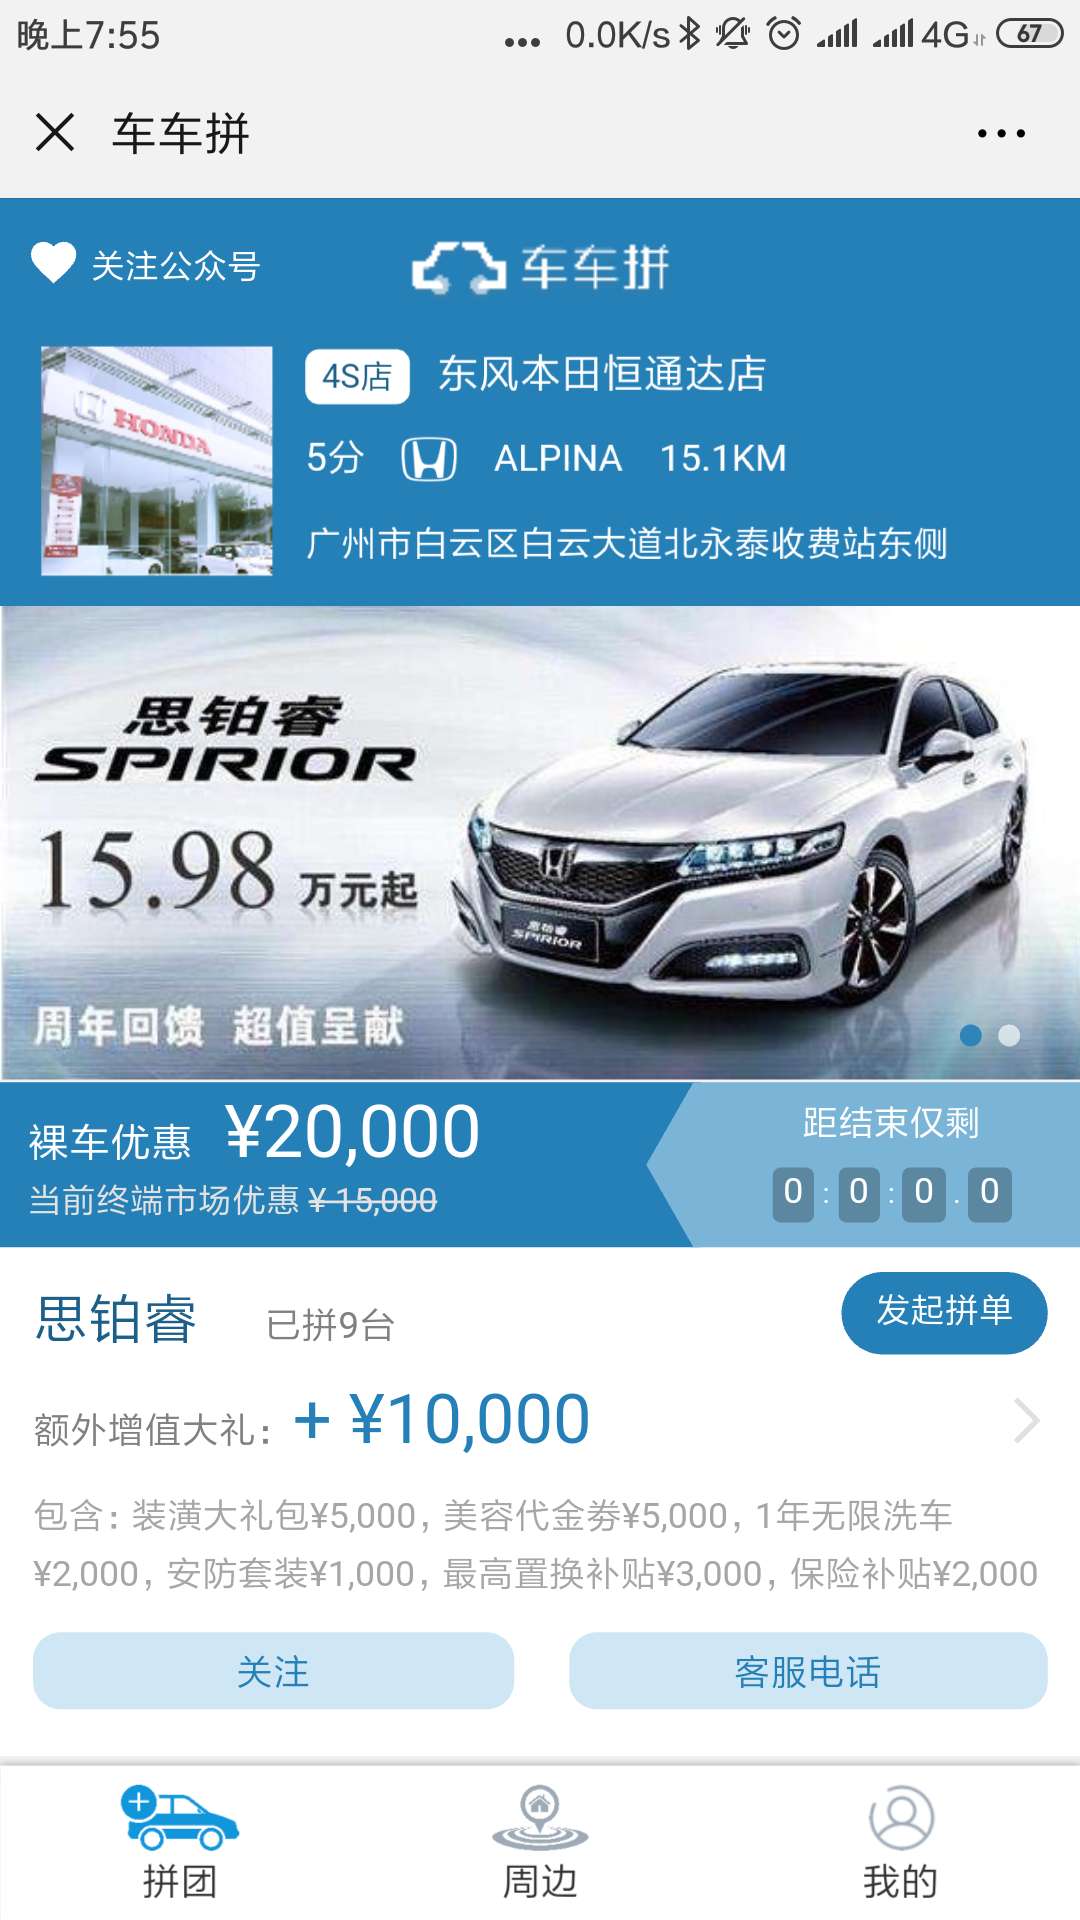 晚上7:55
... 0.0K/s 4G 67
车车拼
关注公众号
车车拼
HONDA
4S店 东风本田恒通达店
5分 ALPINA 15.1KM
广州市白云区白云大道北永泰收费站东侧
思铂睿
SPIRIOR
15.98 万元起
思铂睿
SPIRIOR
周年回馈 超值呈献
裸车优惠 ¥20,000
当前终端市场优惠 ¥ 15,000
距结束仅剩
0 : 0 : 0 . 0
思铂睿 已拼9台
发起拼单
额外增值大礼: + ¥10,000
包含: 装潢大礼包¥5,000, 美容代金劵¥5,000, 1年无限洗车
¥2,000, 安防套装¥1,000, 最高置换补贴¥3,000, 保险补贴¥2,000
关注 客服电话
拼团 周边 我的